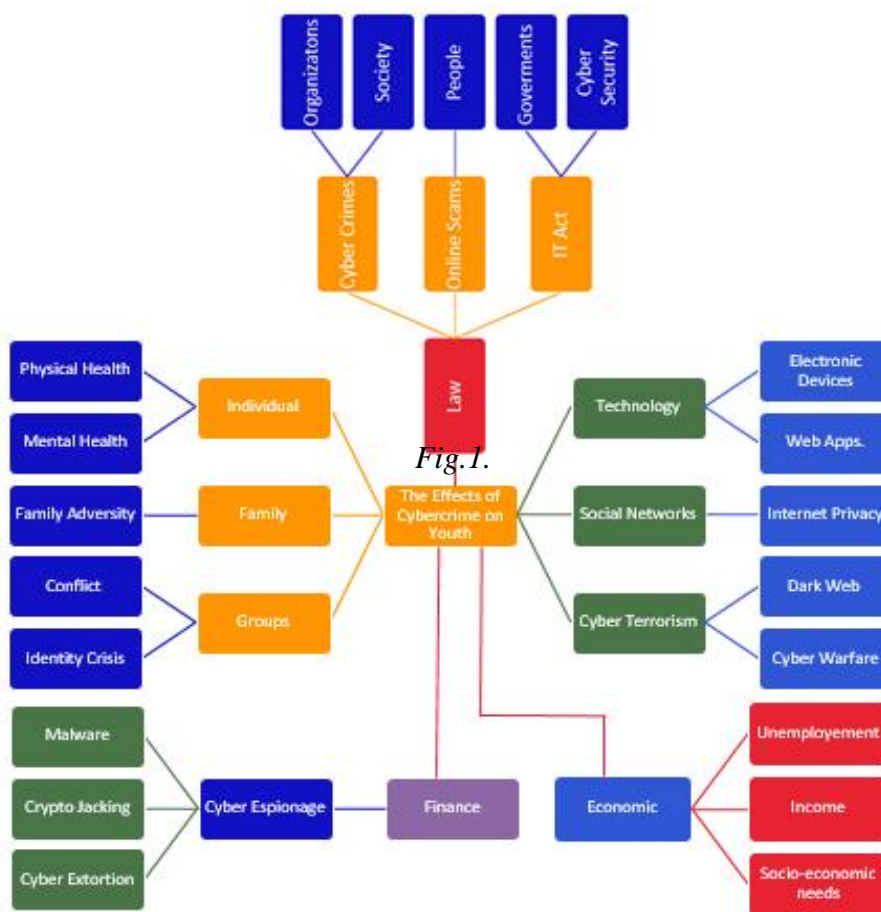 Organizatons
Society
People
Goverments
Cyber
Security
Cyber Crimes
Online Scams
IT Act
Law
Physical Health
Mental Health
Individual
Family Adversity
Family
Conflict
Identity Crisis
Groups
Fig.1.
The Effects of
Cybercrime on
Youth
Technology
Electronic
Devices
Web Apps.
Social Networks
Internet Privacy
Cyber Terrorism
Dark Web
Cyber Warfare
Malware
Crypto Jacking
Cyber Extortion
Cyber Espionage
Finance
Economic
Unemployement
Income
Socio-economic
needs